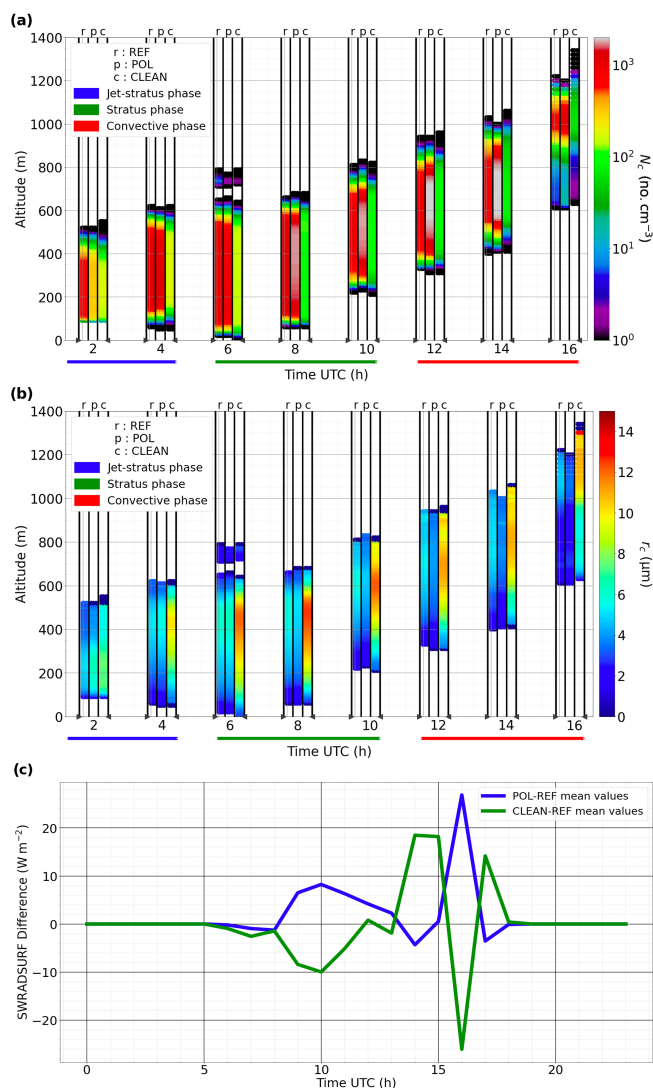 (a)
r p c r p c r p c r p c r p c r p c r p c r p c
r : REF
p : POL
c : CLEAN
Jet-stratus phase
Stratus phase
Convective phase
Altitude (m)
1400
1200
1000
800
600
400
200
0
2 4 6 8 10 12 14 16
Time UTC (h)
10³
10²
10¹
10⁰
N_c (no. cm⁻³)
(b)
r p c r p c r p c r p c r p c r p c r p c r p c
r : REF
p : POL
c : CLEAN
Jet-stratus phase
Stratus phase
Convective phase
Altitude (m)
1400
1200
1000
800
600
400
200
0
2 4 6 8 10 12 14 16
Time UTC (h)
14
12
10
8
6
4
2
0
r_c (μm)
(c)
POL-REF mean values
CLEAN-REF mean values
SWRADSURF Difference (W m⁻²)
20
10
0
−10
−20
0 5 10 15 20
Time UTC (h)